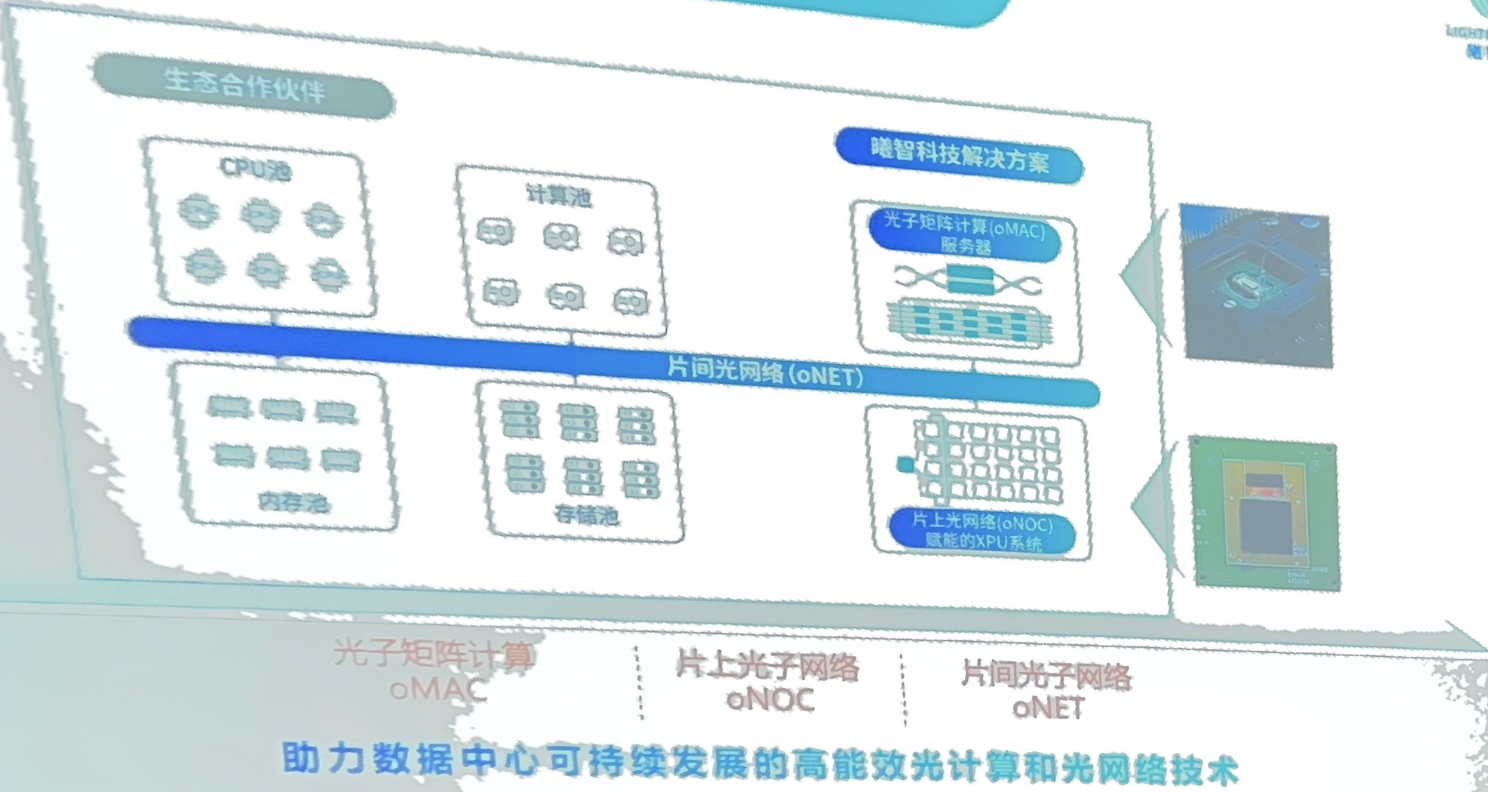 生态合作伙伴
CPU池
计算池
曦智科技解决方案
光子矩阵计算(oMAC)
服务器
片间光网络(oNET)
内存池
存储池
片上光网络(oNOC)
赋能的XPU系统
光子矩阵计算
oMAC
片上光子网络
oNOC
片间光子网络
oNET
助力数据中心可持续发展的高能效光计算和光网络技术